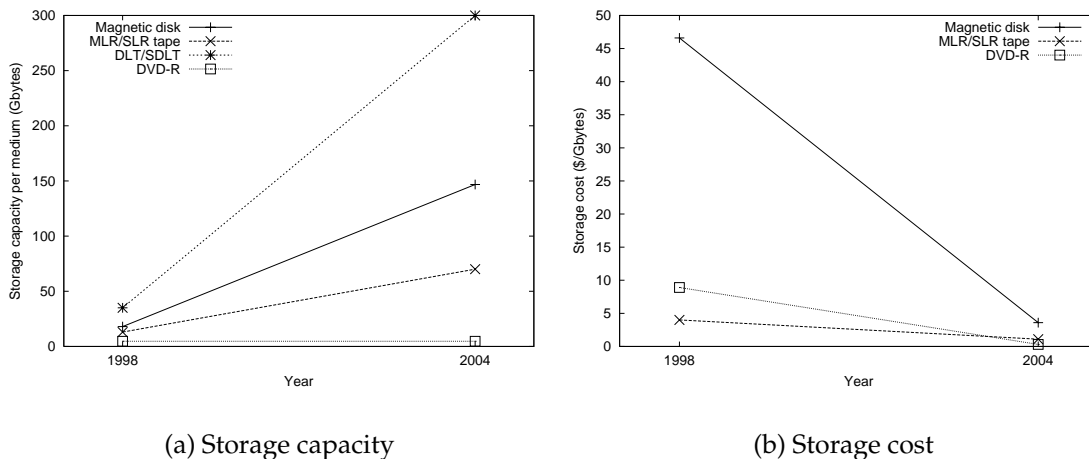 300
250
200
150
100
50
0
Storage capacity per medium (Gbytes)
Magnetic disk
MLR/SLR tape
DLT/SDLT
DVD-R
1998
2004
Year
(a) Storage capacity
50
45
40
35
30
25
20
15
10
5
0
Storage cost ($/Gbytes)
Magnetic disk
MLR/SLR tape
DVD-R
1998
2004
Year
(b) Storage cost